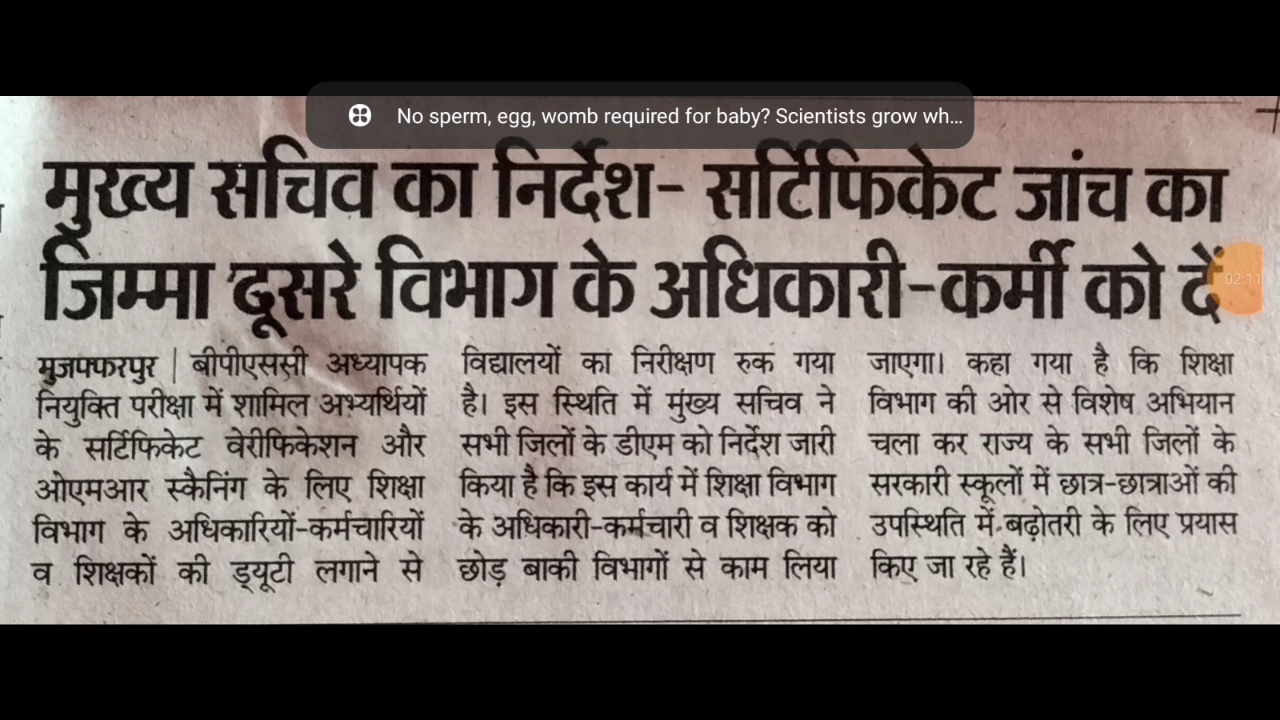 No sperm, egg, womb required for baby? Scientists grow wh...
मुख्य सचिव का निर्देश- सर्टिफिकेट जांच का
जिम्मा दूसरे विभाग के अधिकारी-कर्मी को दें
02:11
मुजफ्फरपुर | बीपीएससी अध्यापक
नियुक्ति परीक्षा में शामिल अभ्यर्थियों
के सर्टिफिकेट वेरीफिकेशन और
ओएमआर स्कैनिंग के लिए शिक्षा
विभाग के अधिकारियों-कर्मचारियों
व शिक्षकों की ड्यूटी लगाने से
विद्यालयों का निरीक्षण रुक गया
है। इस स्थिति में मुख्य सचिव ने
सभी जिलों के डीएम को निर्देश जारी
किया है कि इस कार्य में शिक्षा विभाग
के अधिकारी-कर्मचारी व शिक्षक को
छोड़ बाकी विभागों से काम लिया
जाएगा। कहा गया है कि शिक्षा
विभाग की ओर से विशेष अभियान
चला कर राज्य के सभी जिलों के
सरकारी स्कूलों में छात्र-छात्राओं की
उपस्थिति में बढ़ोतरी के लिए प्रयास
किए जा रहे हैं।